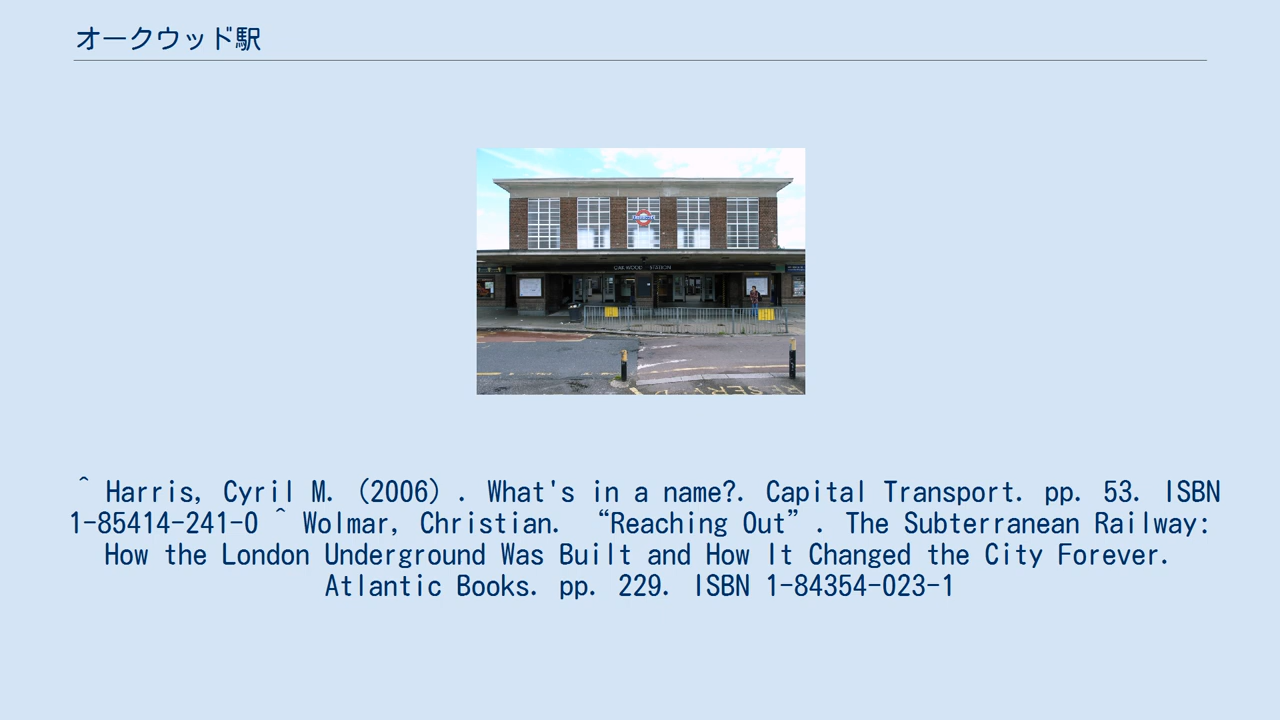 オークウッド駅
OAKWOOD STATION
^ Harris, Cyril M. (2006) . What's in a name?. Capital Transport. pp. 53. ISBN
1-85414-241-0 ^ Wolmar, Christian. “Reaching Out”. The Subterranean Railway:
How the London Underground Was Built and How It Changed the City Forever.
Atlantic Books. pp. 229. ISBN 1-84354-023-1